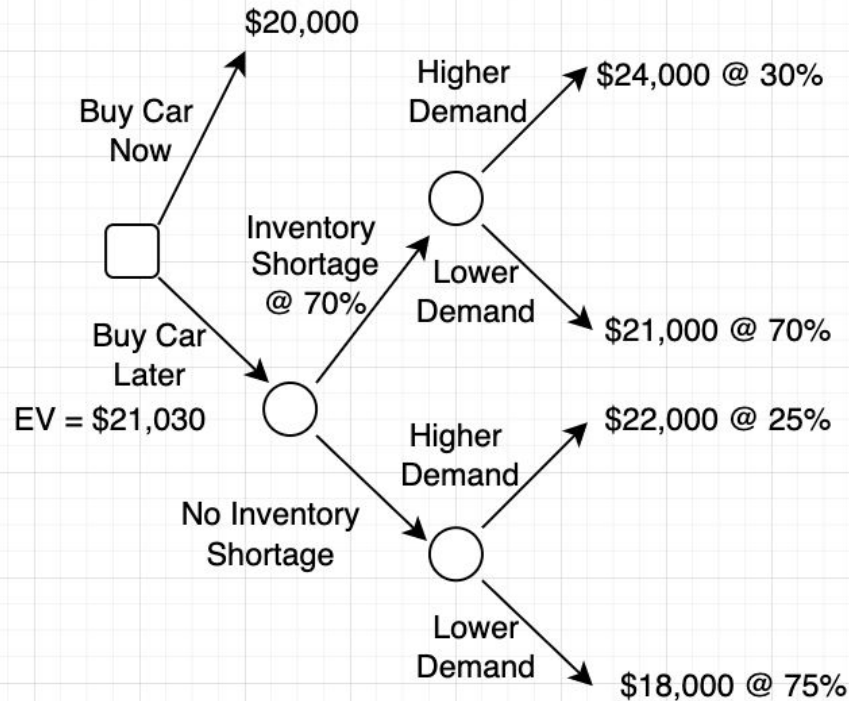 $20,000
Buy Car
Now
Higher
Demand
$24,000 @ 30%
Inventory
Shortage
@ 70%
Lower
Demand
$21,000 @ 70%
Buy Car
Later
EV = $21,030
Higher
Demand
$22,000 @ 25%
No Inventory
Shortage
Lower
Demand
$18,000 @ 75%